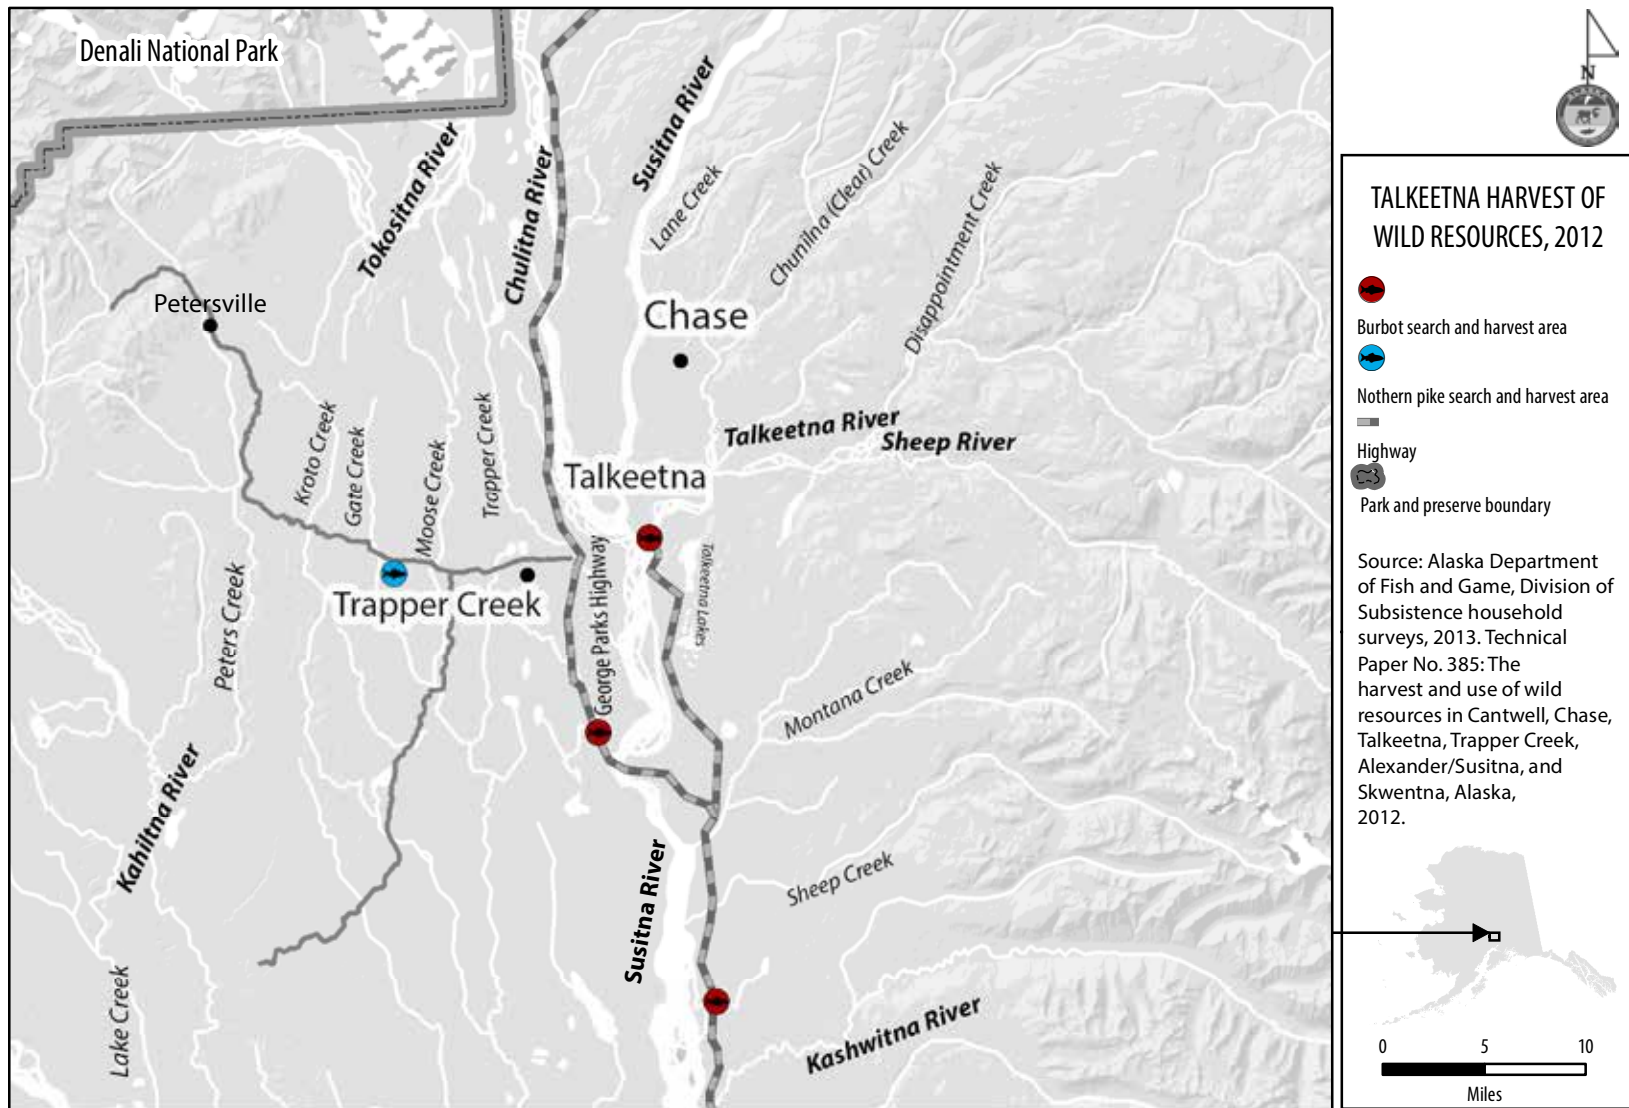 Denali National Park
Tokositna River
Chulitna River
Susitna River
Lane Creek
Chunilna (Clear) Creek
Disappointment Creek
Petersville
Chase
Kroto Creek
Gate Creek
Moose Creek
Trapper Creek
Talkeetna River
Sheep River
Talkeetna
Talkeetna Lakes
George Parks Highway
Trapper Creek
Peters Creek
Montana Creek
Kahiltna River
Sheep Creek
Susitna River
Lake Creek
Kashwitna River
N
ALASKA
TALKEETNA HARVEST OF
WILD RESOURCES, 2012
Burbot search and harvest area
Nothern pike search and harvest area
Highway
Park and preserve boundary
Source: Alaska Department
of Fish and Game, Division of
Subsistence household
surveys, 2013. Technical
Paper No. 385: The
harvest and use of wild
resources in Cantwell, Chase,
Talkeetna, Trapper Creek,
Alexander/Susitna, and
Skwentna, Alaska,
2012.
0 5 10
Miles